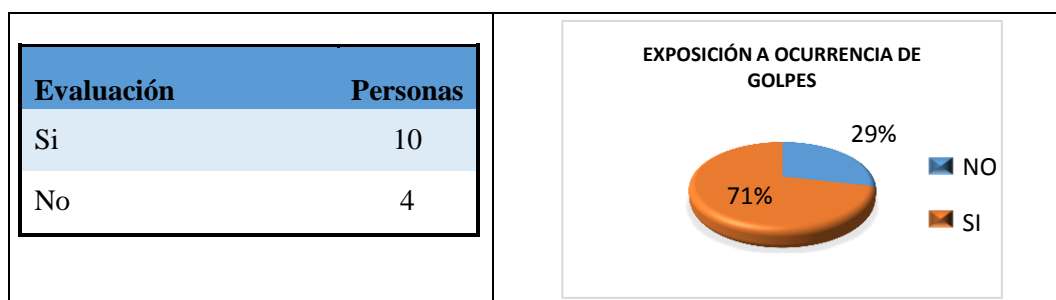 Evaluación Personas
Si 10
No 4
EXPOSICIÓN A OCURRENCIA DE
GOLPES
29%
71%
NO
SI